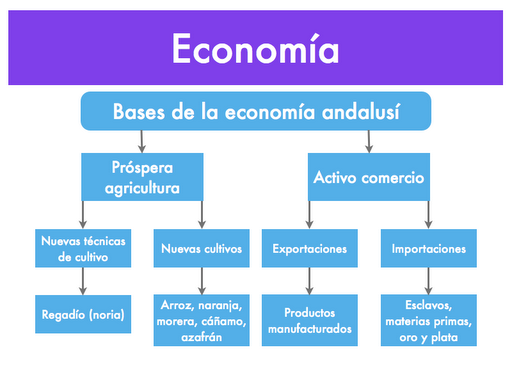 Economía
Bases de la economía andalusí
Próspera
agricultura
Activo comercio
Nuevas técnicas
de cultivo
Nuevos cultivos
Exportaciones
Importaciones
Regadío (noria)
Arroz, naranja,
morera, cáñamo,
azafrán
Productos
manufacturados
Esclavos,
materias primas,
oro y plata